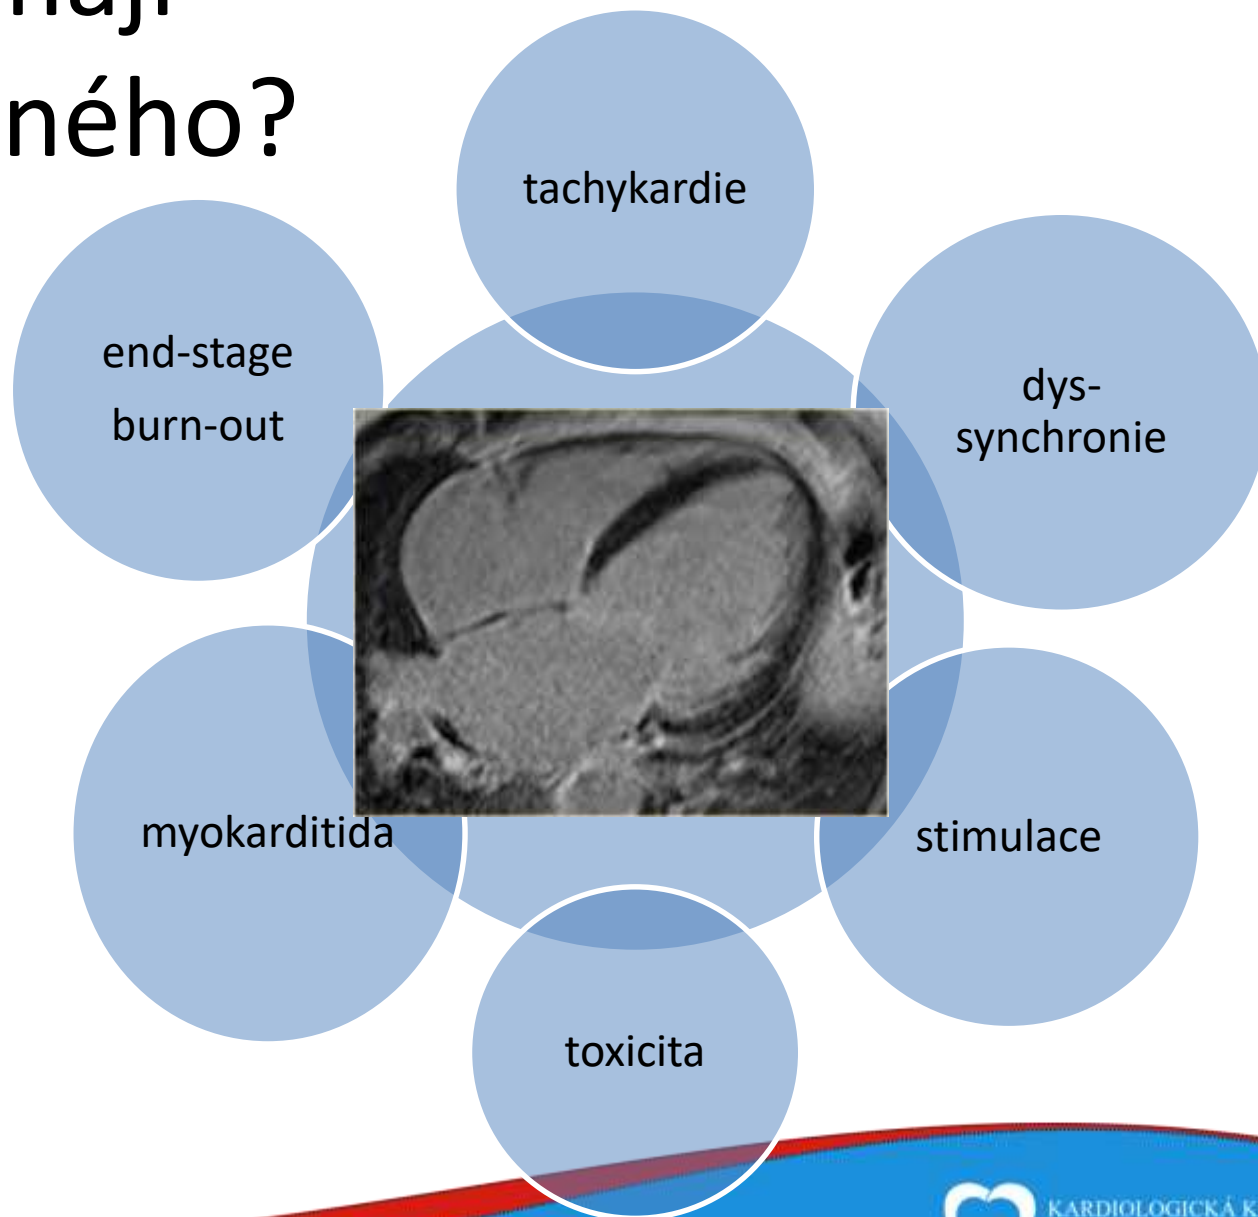 ného?
tachykardie
end-stage
burn-out
dys-
synchronie
myokarditida
stimulace
toxicita
KARDIOLOGICKÁ K